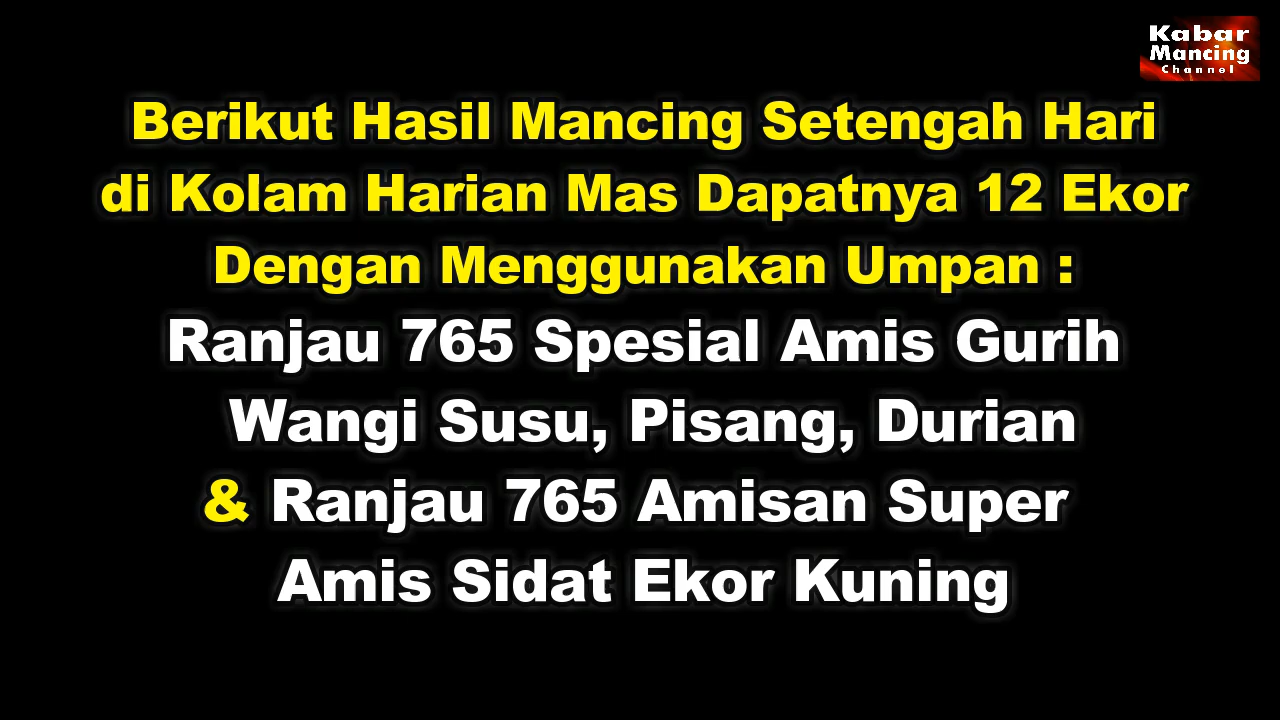 Kabar
Mancing
Channel
Berikut Hasil Mancing Setengah Hari
di Kolam Harian Mas Dapatnya 12 Ekor
Dengan Menggunakan Umpan :
Ranjau 765 Spesial Amis Gurih
Wangi Susu, Pisang, Durian
& Ranjau 765 Amisan Super
Amis Sidat Ekor Kuning